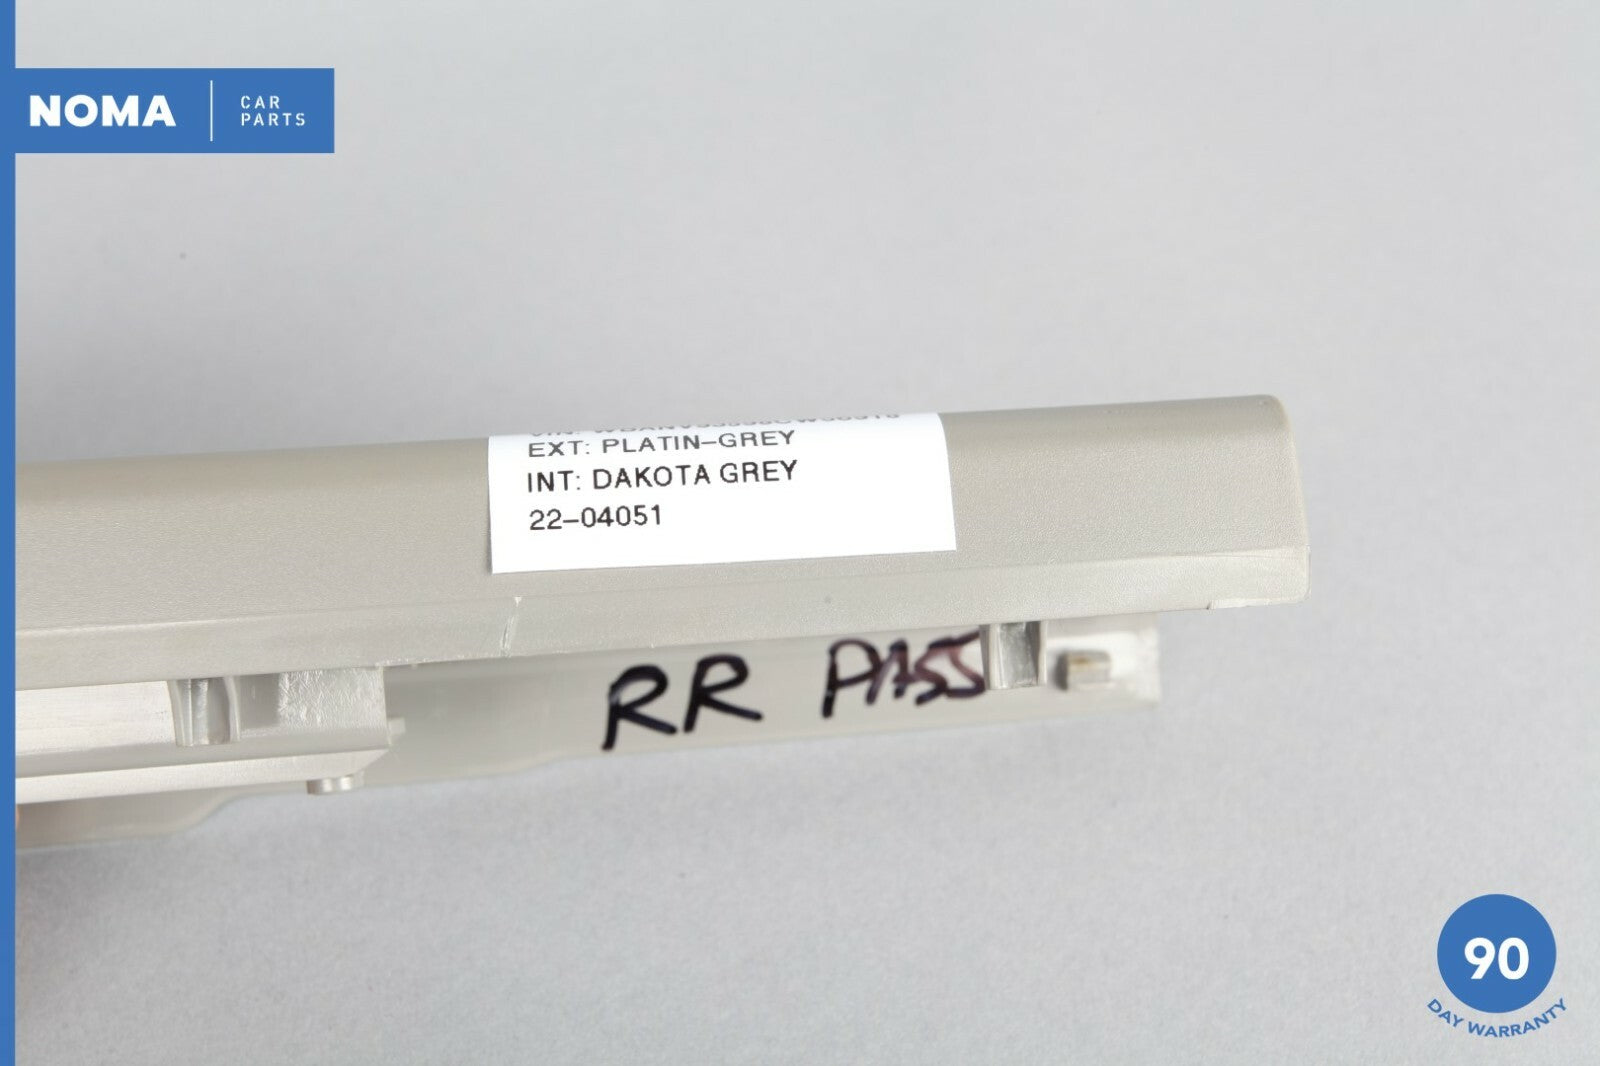 NOMA
CAR
PARTS
EXT: PLATIN-GREY
INT: DAKOTA GREY
22-04051
RR PASS
90
DAY WARRANTY